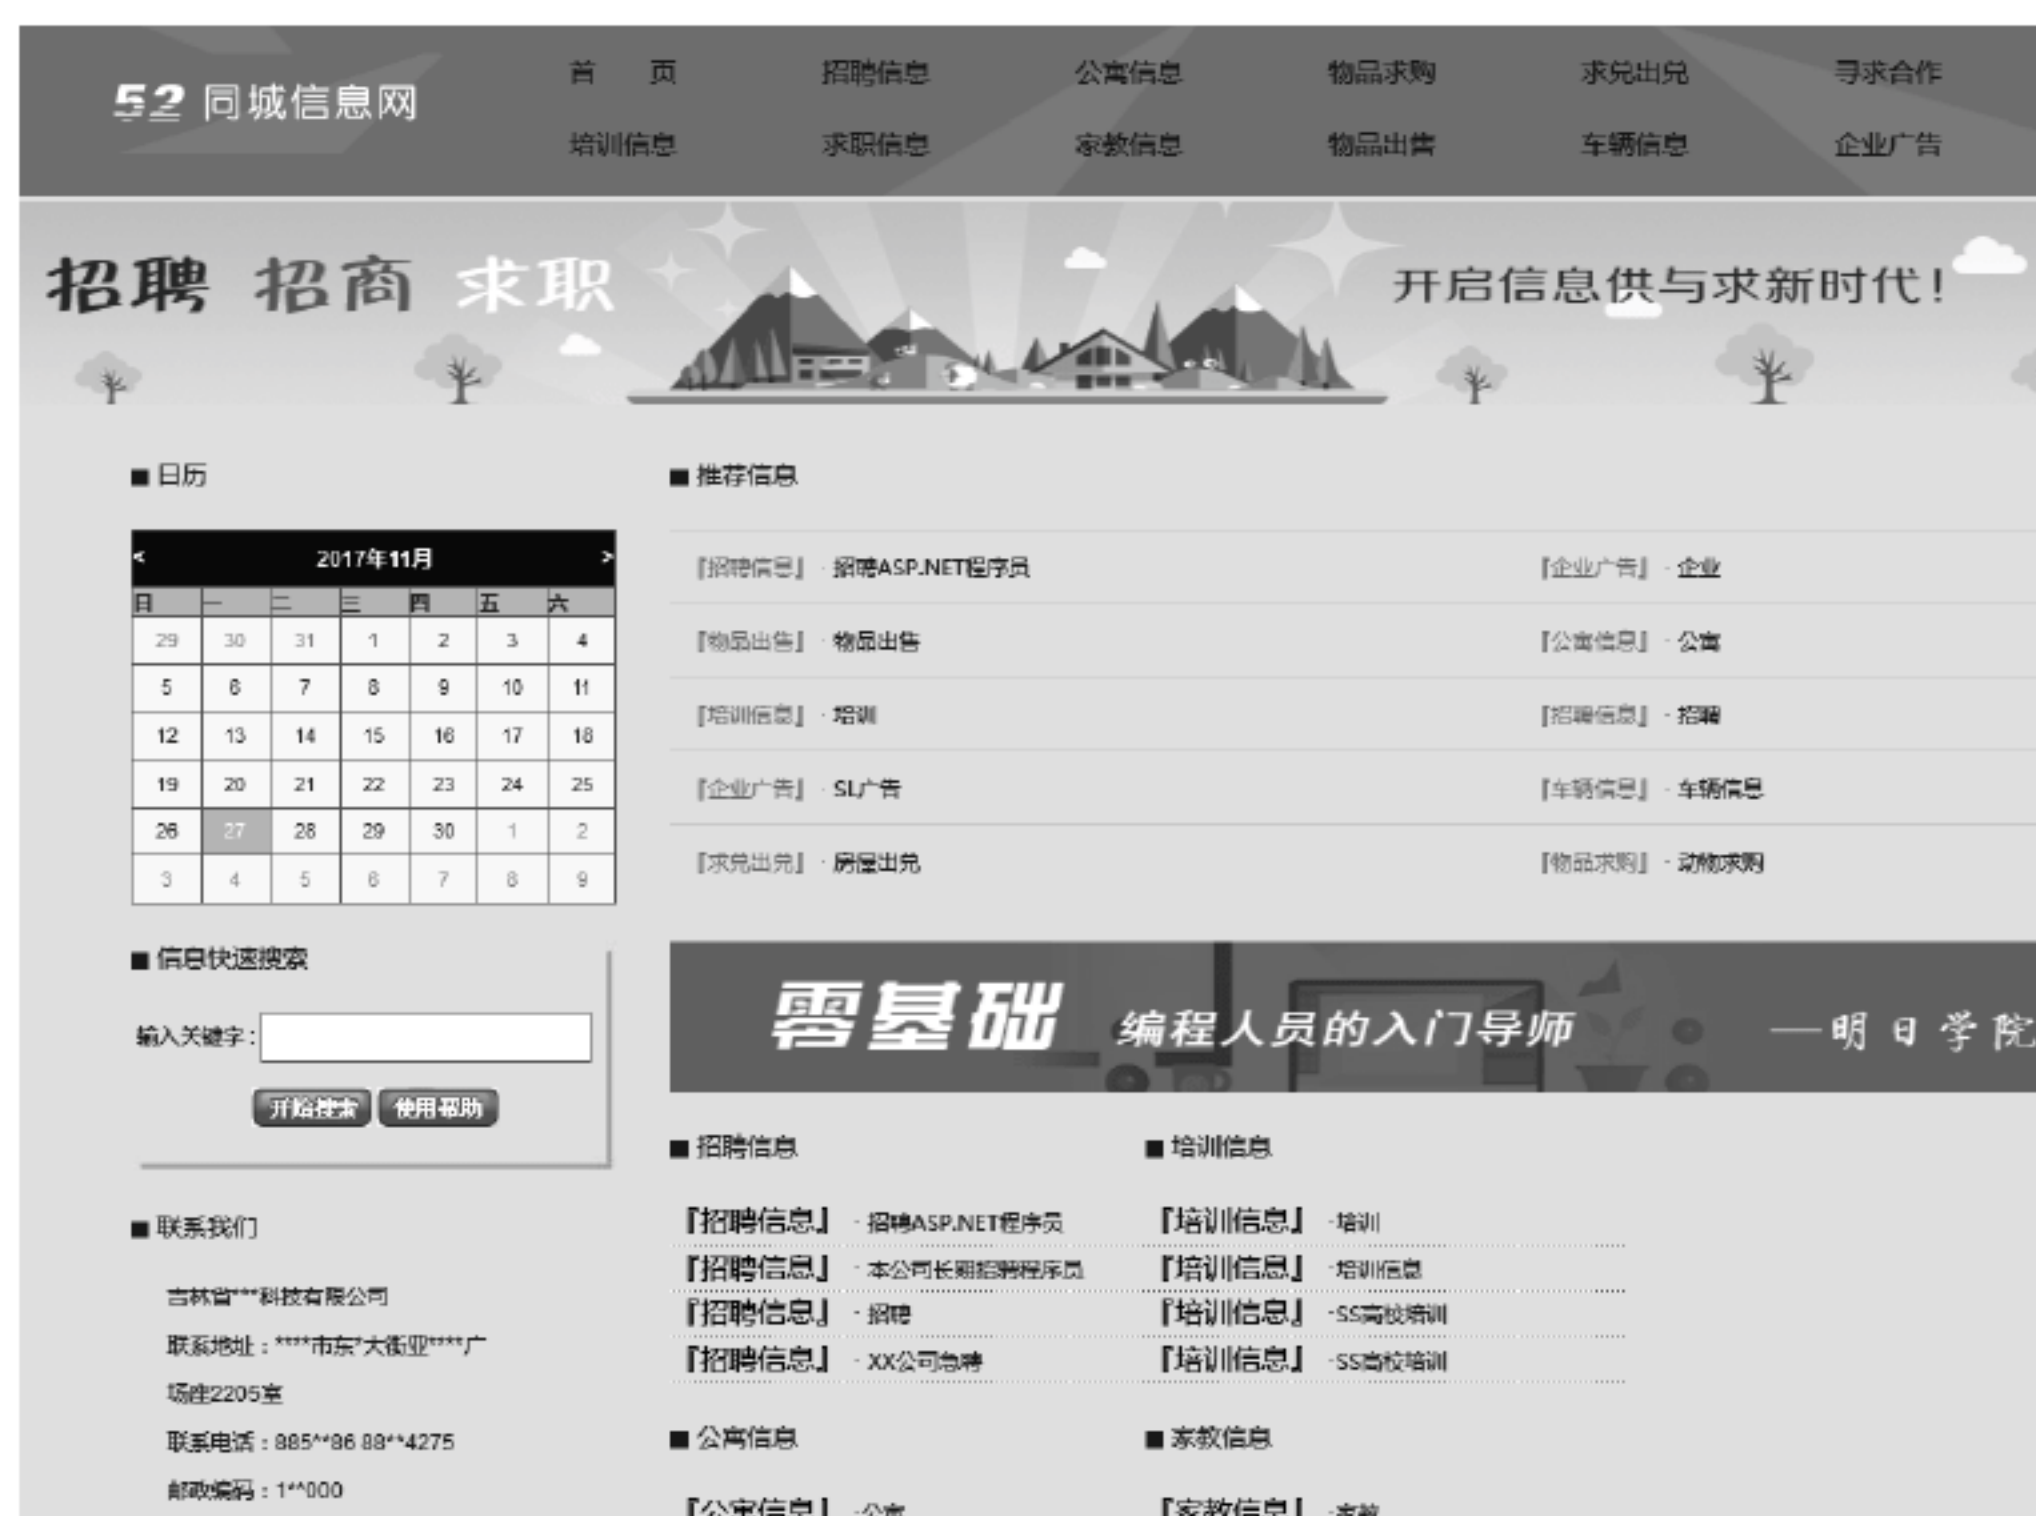 52 同城信息网
首 页 招聘信息 公寓信息 物品求购 求兑出兑 寻求合作
培训信息 求职信息 家教信息 物品出售 车辆信息 企业广告
招聘 招商 求职
开启信息供与求新时代!
■ 日历
< 2017年11月 >
日 一 二 三 四 五 六
29 30 31 1 2 3 4
5 6 7 8 9 10 11
12 13 14 15 16 17 18
19 20 21 22 23 24 25
26 27 28 29 30 1 2
3 4 5 6 7 8 9
■ 信息快速搜索
输入关键字:
开始搜索 使用帮助
■ 联系我们
吉林省***科技有限公司
联系地址:****市东*大街亚****广
场座2205室
联系电话:885**86 88**4275
邮政编码:1**000
■ 推荐信息
『招聘信息』 · 招聘ASP.NET程序员 『企业广告』 · 企业
『物品出售』 · 物品出售 『公寓信息』 · 公寓
『培训信息』 · 培训 『招聘信息』 · 招聘
『企业广告』 · SL广告 『车辆信息』 · 车辆信息
『求兑出兑』 · 房屋出兑 『物品求购』 · 动物求购
零基础 编程人员的入门导师 —明日学院
■ 招聘信息 ■ 培训信息
『招聘信息』 · 招聘ASP.NET程序员 『培训信息』 ·培训
『招聘信息』 · 本公司长期招聘程序员 『培训信息』 ·培训信息
『招聘信息』 · 招聘 『培训信息』 ·SS高校培训
『招聘信息』 · XX公司急聘 『培训信息』 ·SS高校培训
■ 公寓信息 ■ 家教信息
『公寓信息』 ·公寓 『家教信息』 ·家教